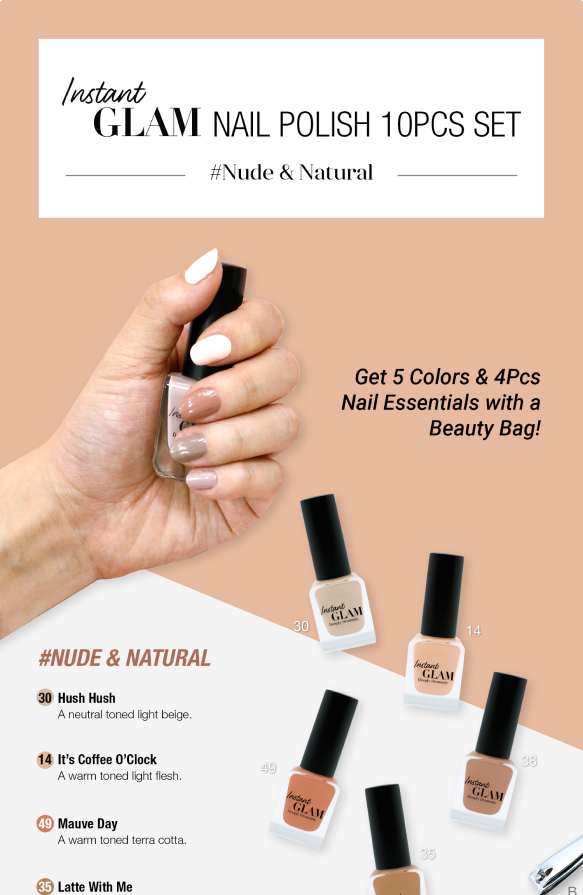 Instant
GLAM NAIL POLISH 10PCS SET
#Nude & Natural
Get 5 Colors & 4Pcs
Nail Essentials with a
Beauty Bag!
30
Instant
GLAM
14
Instant
GLAM
#NUDE & NATURAL
30 Hush Hush
A neutral toned light beige.
14 It's Coffee O'Clock
A warm toned light flesh.
49
Instant
GLAM
38
Instant
GLAM
49 Mauve Day
A warm toned terra cotta.
35
35 Latte With Me